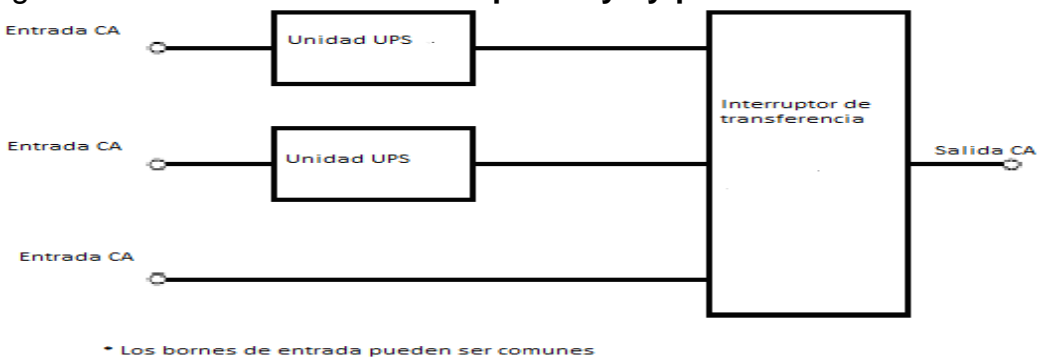 Entrada CA
Unidad UPS
Entrada CA
Unidad UPS
Interruptor de
transferencia
Salida CA
Entrada CA
* Los bornes de entrada pueden ser comunes